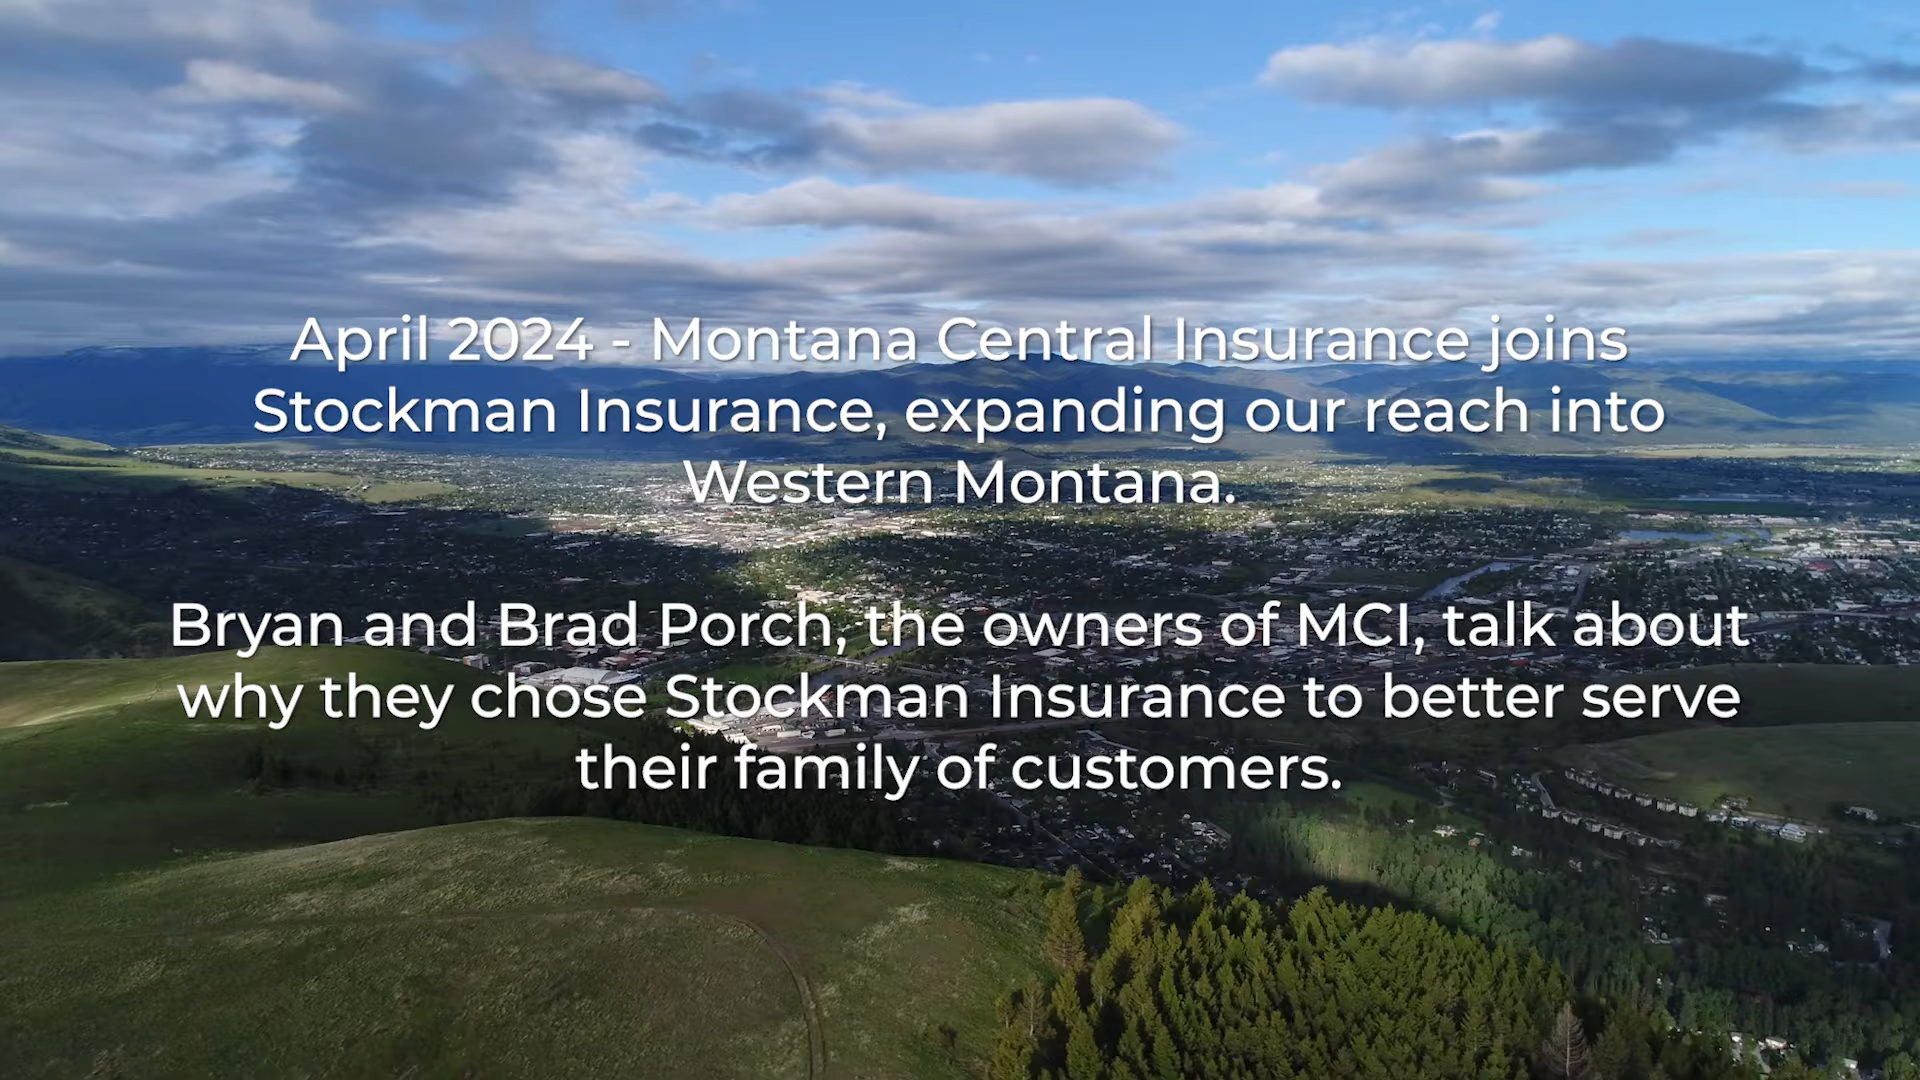 April 2024 - Montana Central Insurance joins
Stockman Insurance, expanding our reach into
Western Montana.
Bryan and Brad Porch, the owners of MCI, talk about
why they chose Stockman Insurance to better serve
their family of customers.